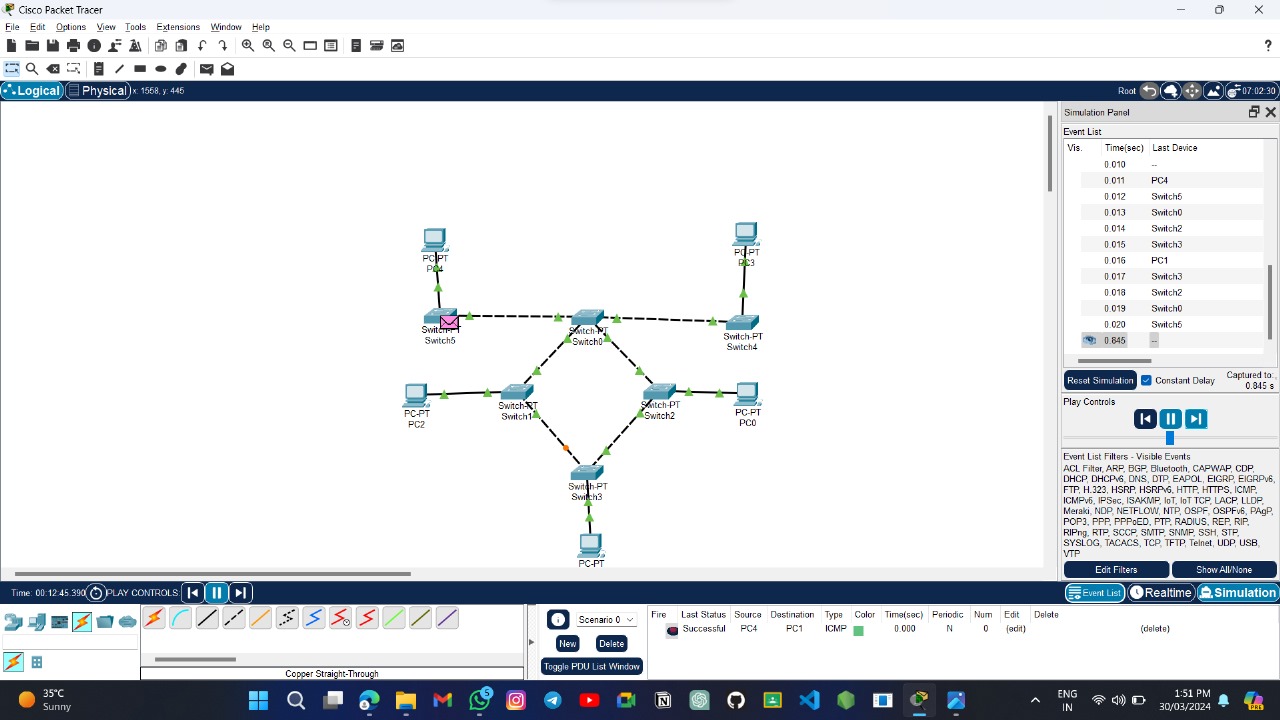 Cisco Packet Tracer
File Edit Options View Tools Extensions Window Help
?
Logical Physical x: 1558, y: 445
Root 07:02:30
Simulation Panel
Event List
Vis. Time(sec) Last Device
0.010 --
0.011 PC4
0.012 Switch5
0.013 Switch0
0.014 Switch2
0.015 Switch3
0.016 PC1
0.017 Switch3
0.018 Switch2
0.019 Switch0
0.020 Switch5
0.845 --
Reset Simulation Constant Delay Captured to:
0.845 s
Play Controls
Event List Filters - Visible Events
ACL Filter, ARP, BGP, Bluetooth, CAPWAP, CDP,
DHCP, DHCPv6, DNS, DTP, EAPOL, EIGRP, EIGRPv6,
FTP, H.323, HSRP, HSRPv6, HTTP, HTTPS, ICMP,
ICMPv6, IPSec, ISAKMP, IoT, IoT TCP, LACP, LLDP,
Meraki, NDP, NETFLOW, NTP, OSPF, OSPFv6, PAgP,
POP3, PPP, PPPoED, PTP, RADIUS, REP, RIP,
RIPng, RTP, SCCP, SMTP, SNMP, SSH, STP,
SYSLOG, TACACS, TCP, TFTP, Telnet, UDP, USB,
VTP
Edit Filters Show All/None
PC-PT
PC4
PC-PT
PC3
Switch-PT
Switch5
Switch-PT
Switch0
Switch-PT
Switch4
PC-PT
PC2
Switch-PT
Switch1
Switch-PT
Switch2
PC-PT
PC0
Switch-PT
Switch3
PC-PT
Time: 00:12:45.390 PLAY CONTROLS:
Event List Realtime Simulation
Copper Straight-Through
Scenario 0
New Delete
Toggle PDU List Window
Fire Last Status Source Destination Type Color Time(sec) Periodic Num Edit Delete
Successful PC4 PC1 ICMP 0.000 N 0 (edit) (delete)
35°C
Sunny
5
ENG
IN
1:51 PM
30/03/2024
PRE